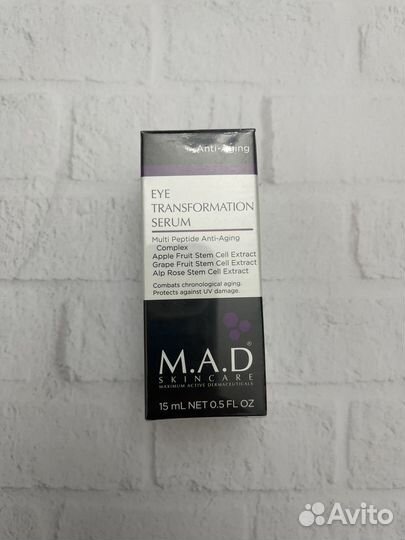 Anti-Aging
EYE
TRANSFORMATION
SERUM
Multi Peptide Anti-Aging
Complex
Apple Fruit Stem Cell Extract
Grape Fruit Stem Cell Extract
Alp Rose Stem Cell Extract
Combats chronological aging.
Protects against UV damage.
M.A.D®
SKINCARE
MAXIMUM ACTIVE DERMACEUTICALS
15 mL NET 0.5 FL OZ
Avito